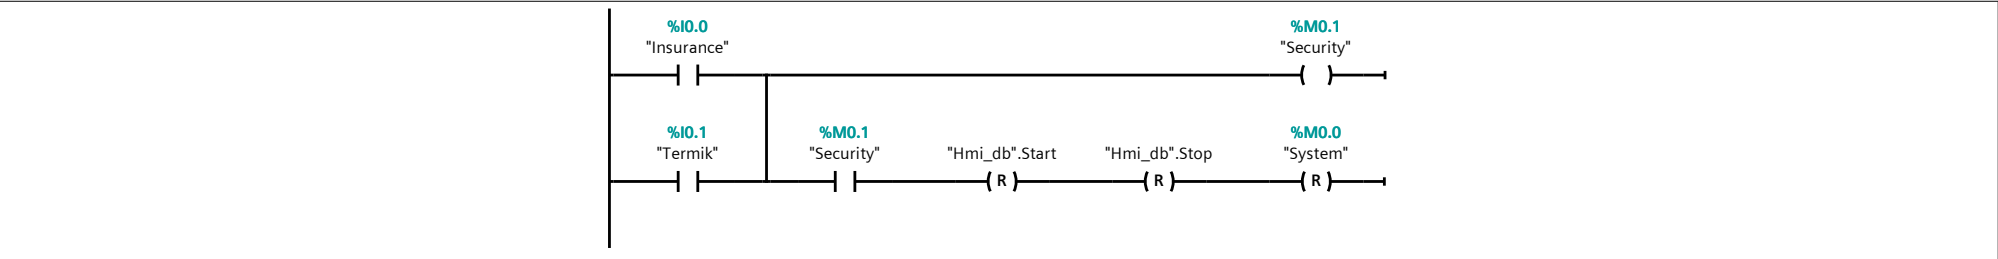 %I0.0 %M0.1
"Insurance" "Security"
%I0.1 %M0.1 %M0.0
"Termik" "Security" "Hmi_db".Start "Hmi_db".Stop "System"
R R R